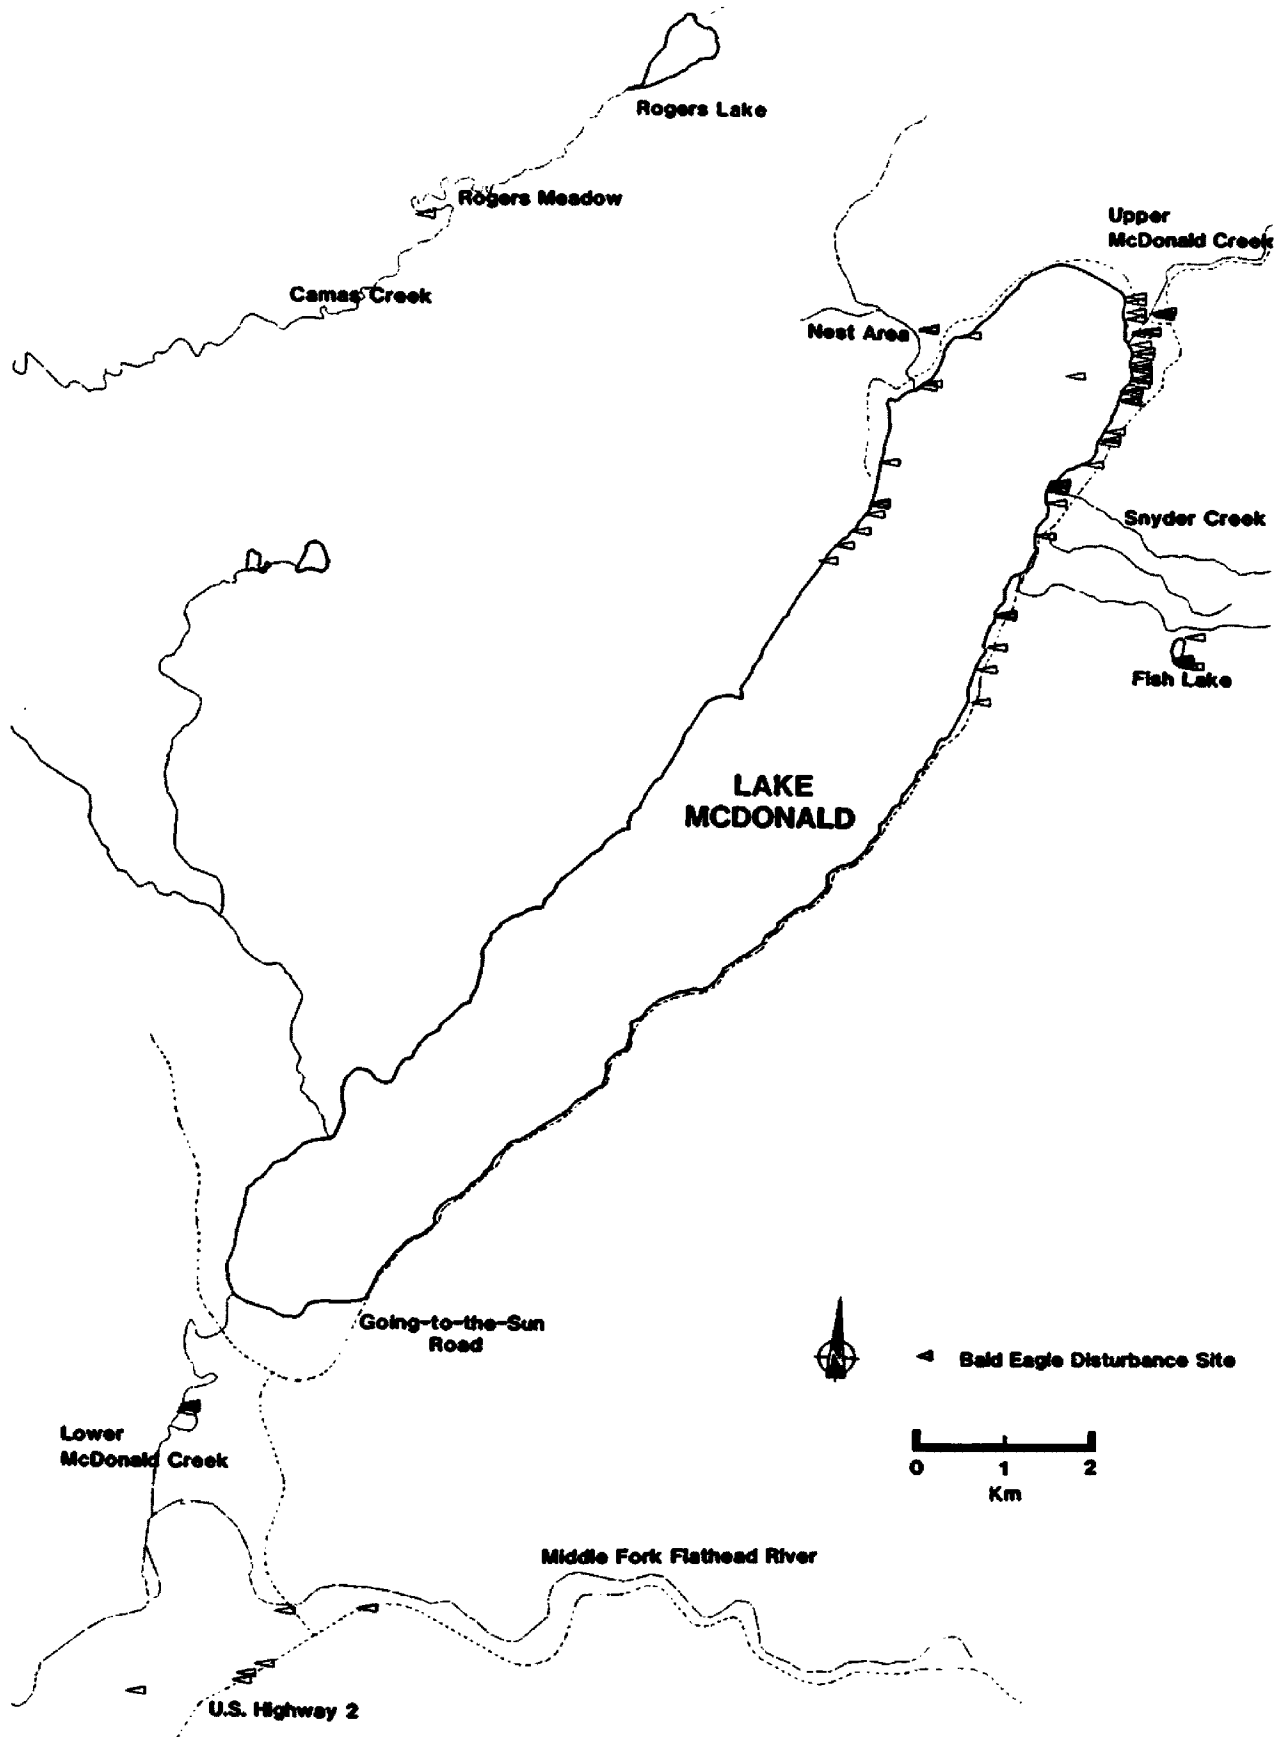 Rogers Lake
Rogers Meadow
Upper
McDonald Creek
Camas Creek
Nest Area
Snyder Creek
Fish Lake
LAKE
MCDONALD
Going-to-the-Sun
Road
N
Bald Eagle Disturbance Site
Lower
McDonald Creek
0 1 2
Km
Middle Fork Flathead River
U.S. Highway 2